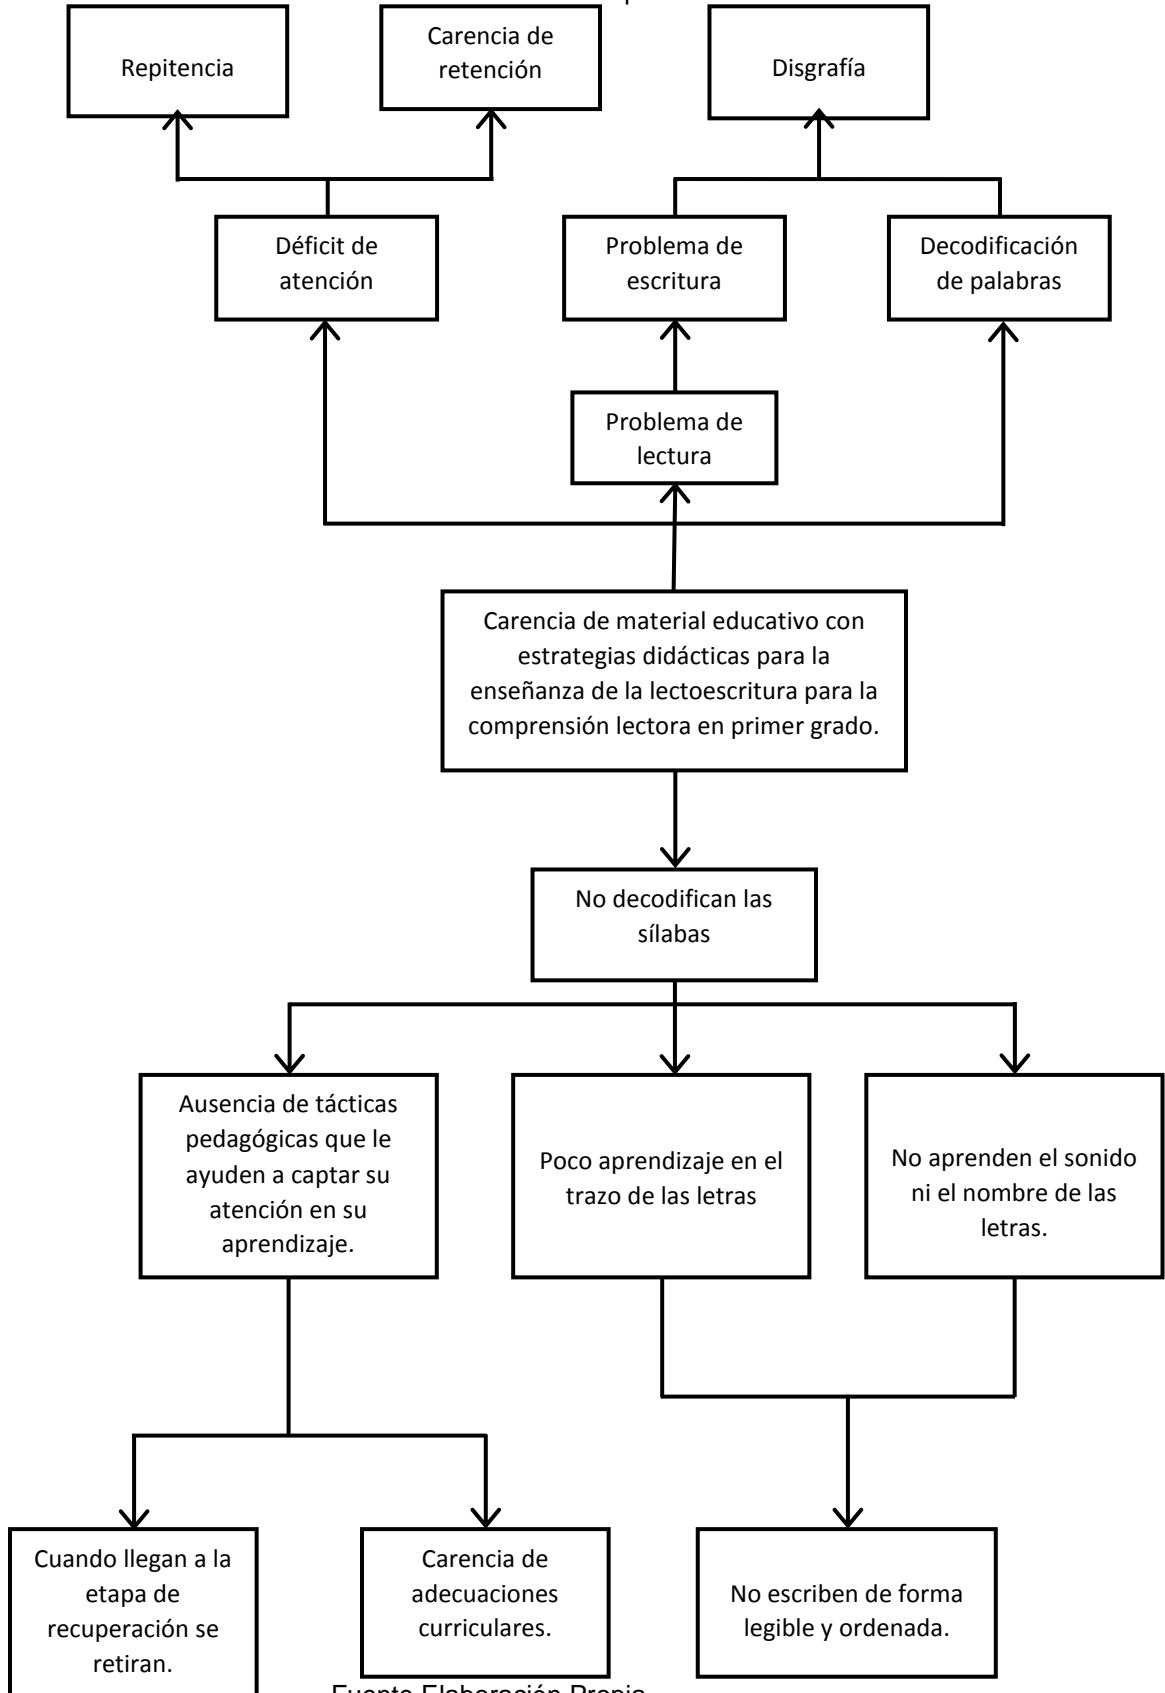 Repitencia
Carencia de
retención
Disgrafía
Déficit de
atención
Problema de
escritura
Decodificación
de palabras
Problema de
lectura
Carencia de material educativo con
estrategias didácticas para la
enseñanza de la lectoescritura para la
comprensión lectora en primer grado.
No decodifican las
sílabas
Ausencia de tácticas
pedagógicas que le
ayuden a captar su
atención en su
aprendizaje.
Poco aprendizaje en el
trazo de las letras
No aprenden el sonido
ni el nombre de las
letras.
Cuando llegan a la
etapa de
recuperación se
retiran.
Carencia de
adecuaciones
curriculares.
No escriben de forma
legible y ordenada.
Fuente Elaboración Propia